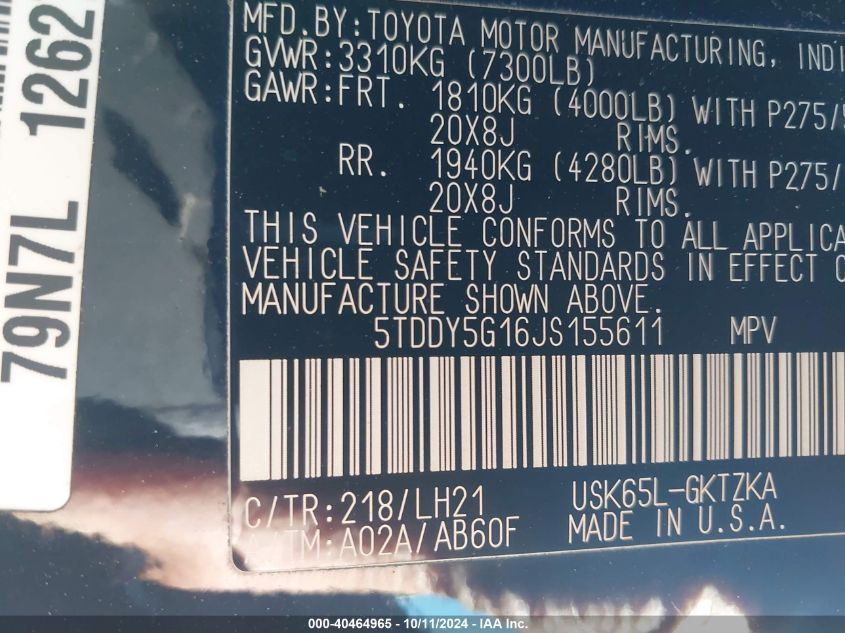 MFD.BY:TOYOTA MOTOR MANUFACTURING, INDI
GVWR:3310KG (7300LB)
GAWR:FRT. 1810KG (4000LB) WITH P275/
20X8J RIMS.
RR. 1940KG (4280LB) WITH P275/
20X8J RIMS.
THIS VEHICLE CONFORMS TO ALL APPLICA
VEHICLE SAFETY STANDARDS IN EFFECT O
MANUFACTURE SHOWN ABOVE.
5TDDY5G16JS155611 MPV
C/TR:218/LH21 USK65L-GKTZKA
A/TM:A02A/AB60F MADE IN U.S.A.
79N7L 1262
000-40464965 - 10/11/2024 - IAA Inc.